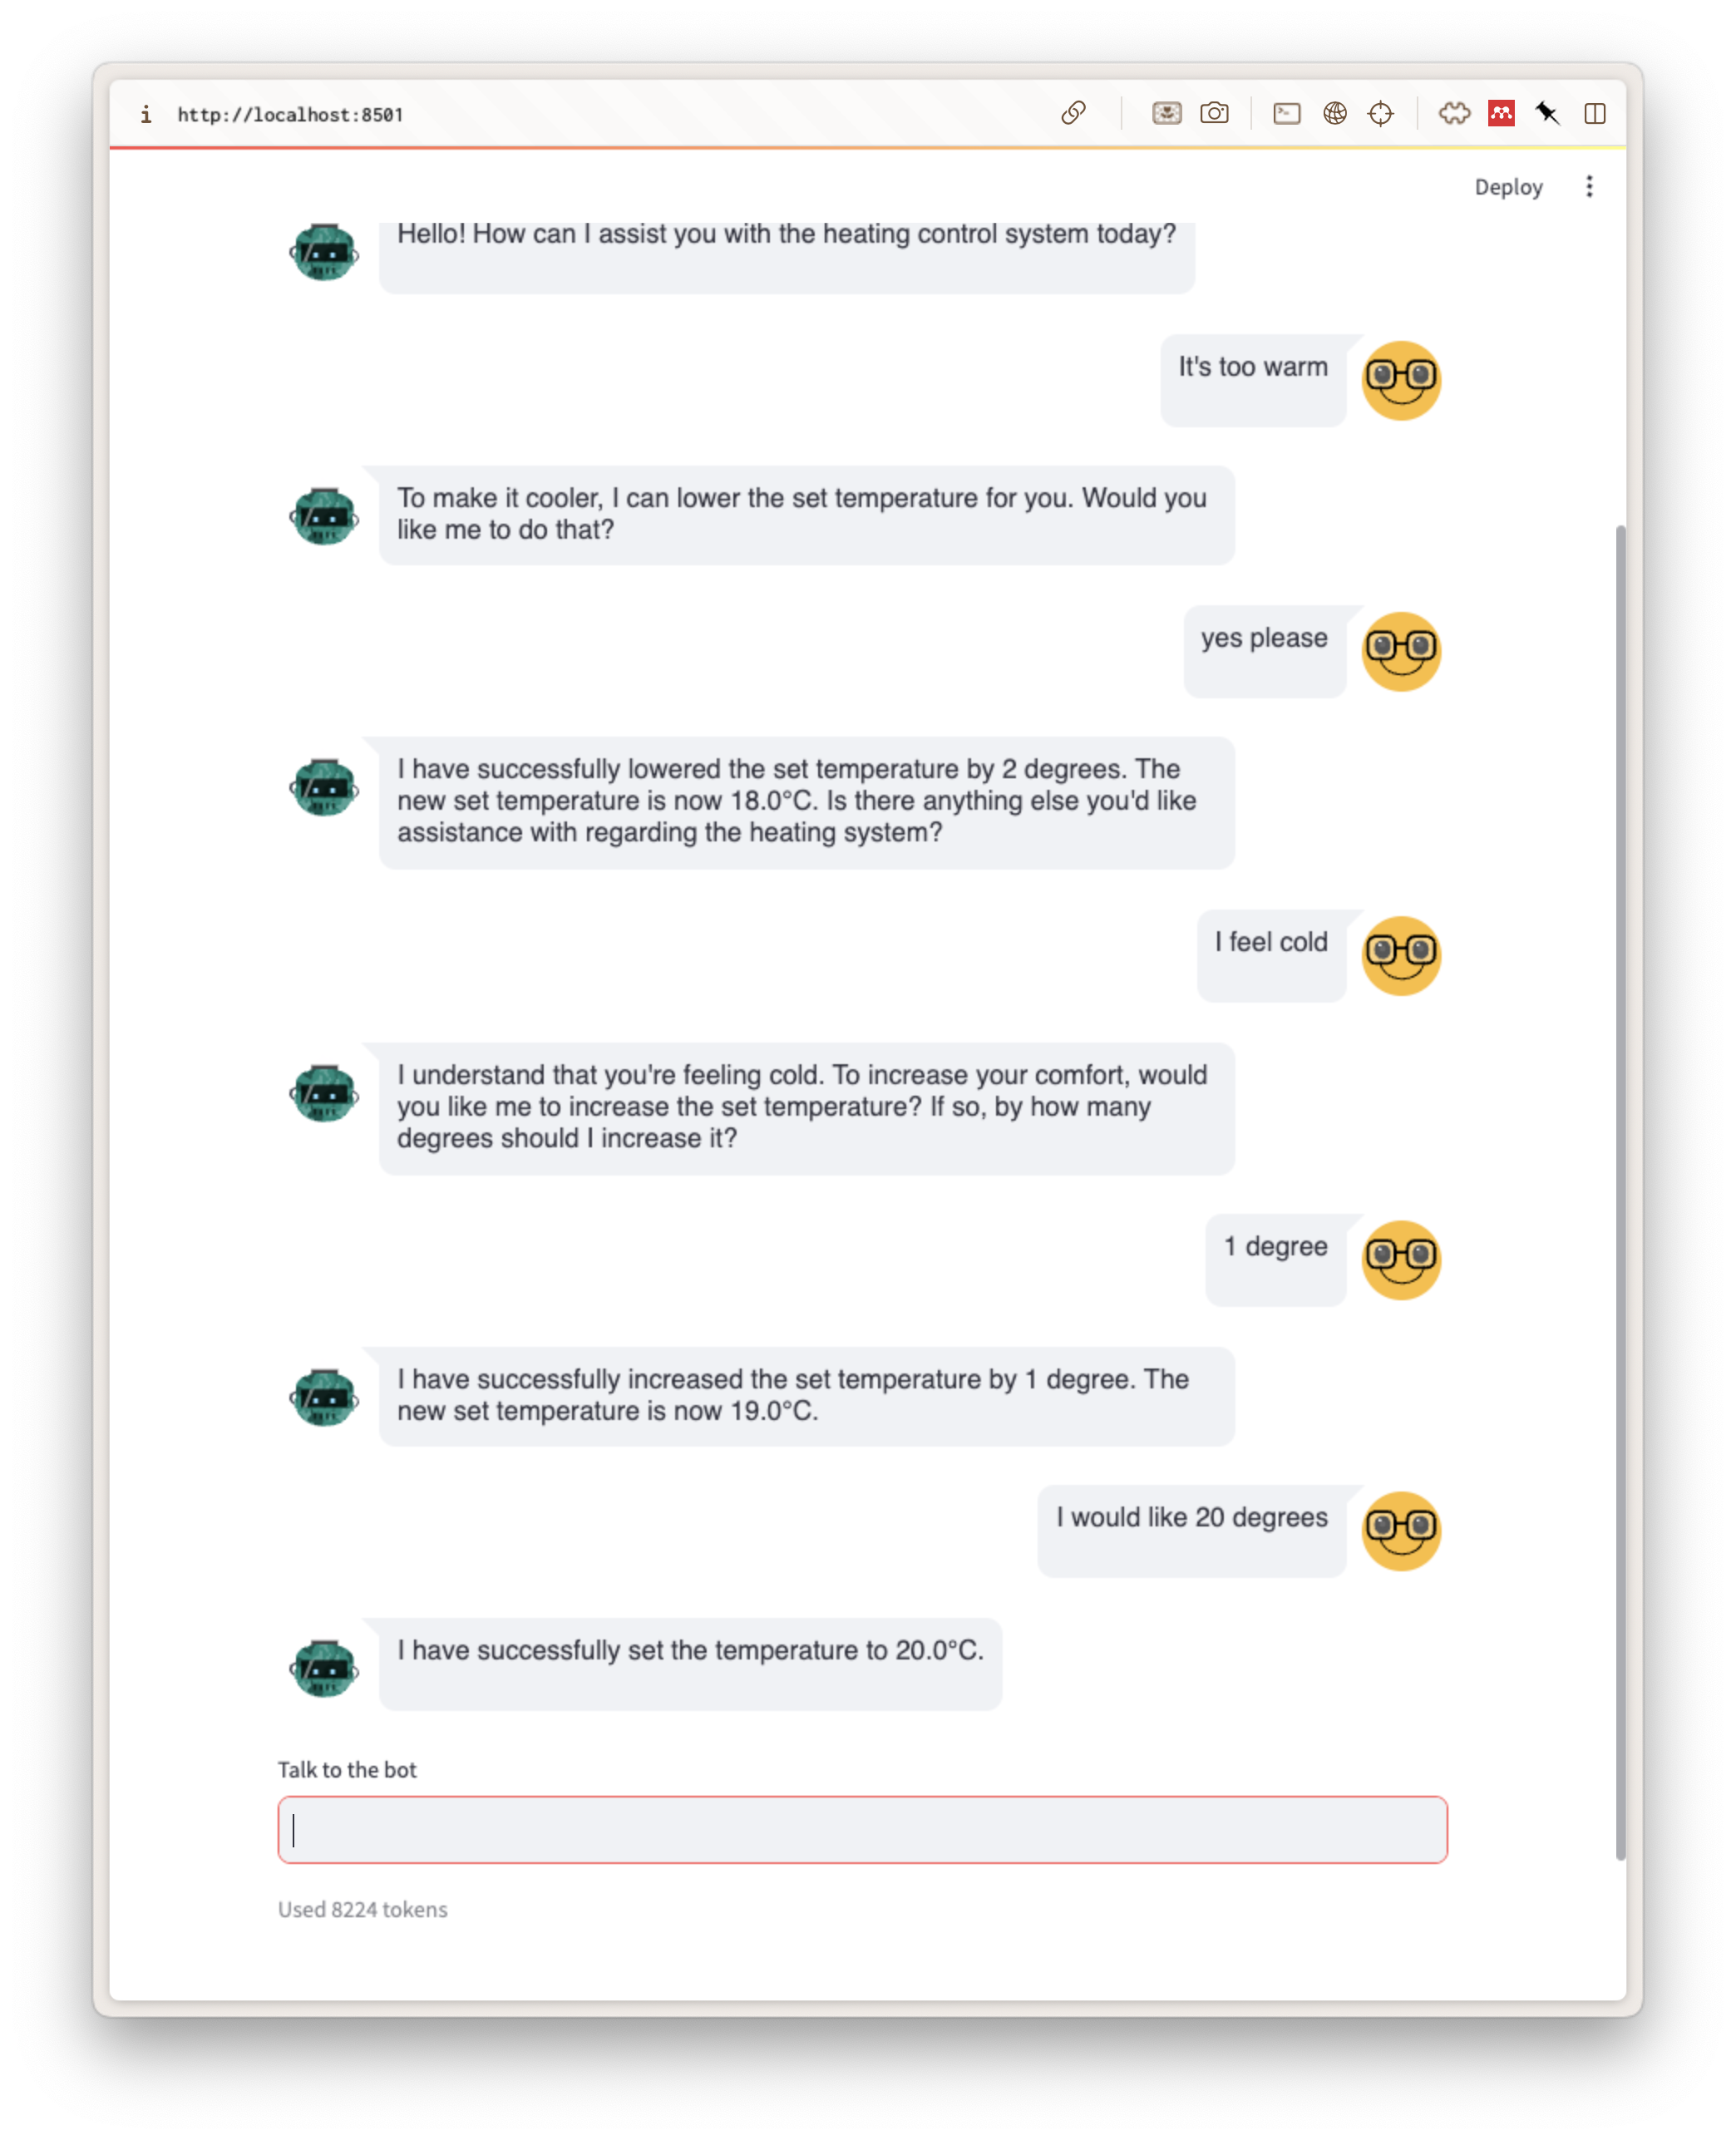 http://localhost:8501
Deploy
Hello! How can I assist you with the heating control system today?
It's too warm
To make it cooler, I can lower the set temperature for you. Would you
like me to do that?
yes please
I have successfully lowered the set temperature by 2 degrees. The
new set temperature is now 18.0°C. Is there anything else you'd like
assistance with regarding the heating system?
I feel cold
I understand that you're feeling cold. To increase your comfort, would
you like me to increase the set temperature? If so, by how many
degrees should I increase it?
1 degree
I have successfully increased the set temperature by 1 degree. The
new set temperature is now 19.0°C.
I would like 20 degrees
I have successfully set the temperature to 20.0°C.
Talk to the bot
Used 8224 tokens